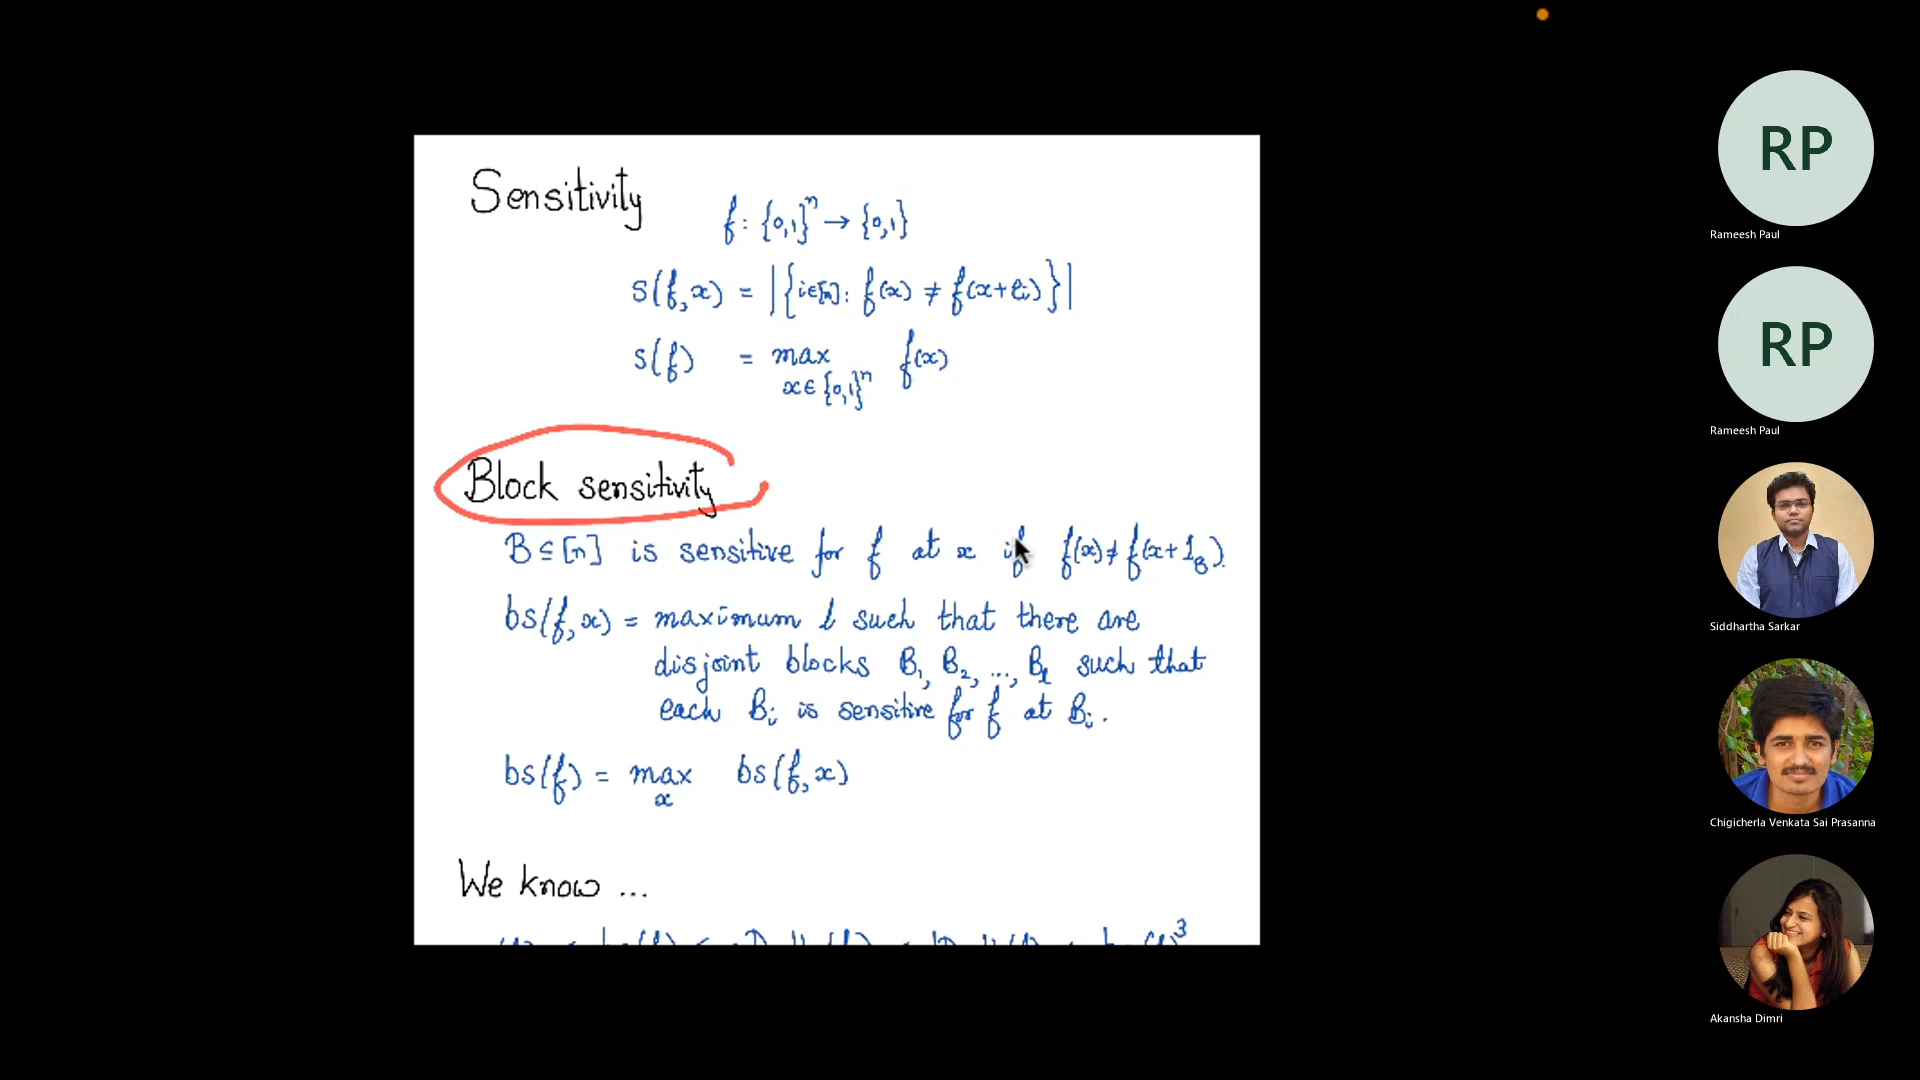 Sensitivity
f: {0,1}ⁿ → {0,1}
s(f,x) = |{i∈[n]: f(x) ≠ f(x+eᵢ)}|
s(f) = max f(x)
x∈{0,1}ⁿ
Block sensitivity
B ⊆ [n] is sensitive for f at x if f(x) ≠ f(x+1_B).
bs(f,x) = maximum l such that there are
disjoint blocks B₁, B₂, ..., Bₗ such that
each Bᵢ is sensitive for f at Bᵢ.
bs(f) = max bs(f,x)
x
We know ...
RP
Rameesh Paul
RP
Rameesh Paul
Siddhartha Sarkar
Chigicherla Venkata Sai Prasanna
Akansha Dimri